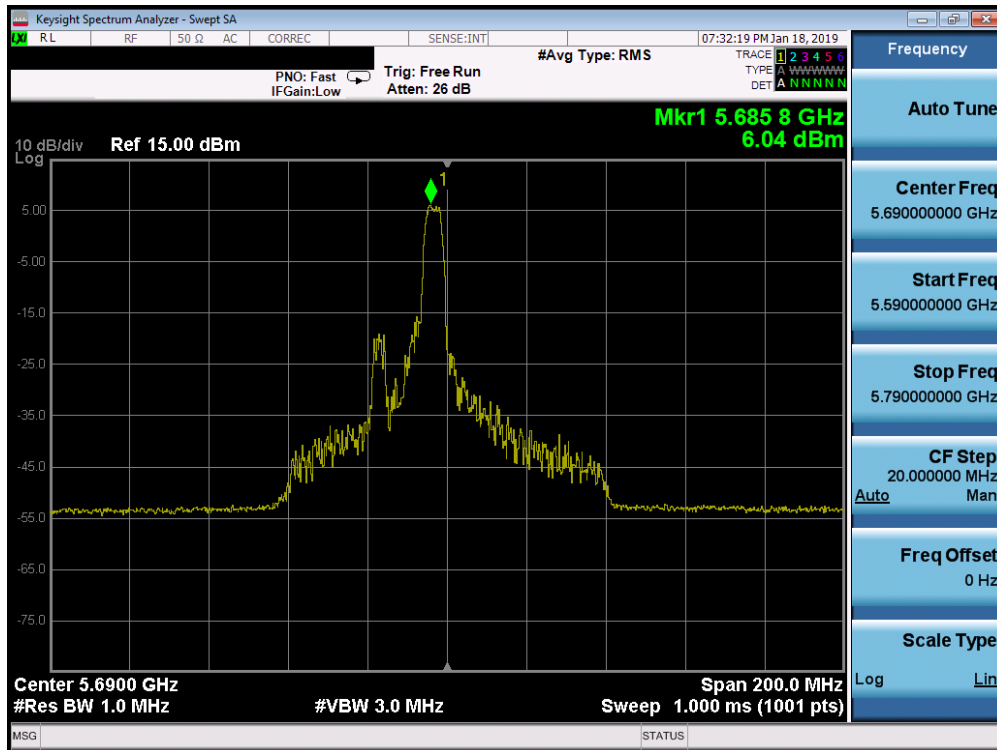 Keysight Spectrum Analyzer - Swept SA
LXI RL RF 50 Ω AC CORREC SENSE:INT 07:32:19 PM Jan 18, 2019
Frequency
PNO: Fast
IFGain:Low
Trig: Free Run
Atten: 26 dB
#Avg Type: RMS
TRACE 1 2 3 4 5 6
TYPE A WWWWW
DET A N N N N N
Auto Tune
Mkr1 5.685 8 GHz
6.04 dBm
10 dB/div
Log
Ref 15.00 dBm
1
5.00
-5.00
-15.0
-25.0
-35.0
-45.0
-55.0
-65.0
-75.0
Center Freq
5.690000000 GHz
Start Freq
5.590000000 GHz
Stop Freq
5.790000000 GHz
CF Step
20.000000 MHz
Auto Man
Freq Offset
0 Hz
Scale Type
Log Lin
Center 5.6900 GHz Span 200.0 MHz
#Res BW 1.0 MHz #VBW 3.0 MHz Sweep 1.000 ms (1001 pts)
MSG STATUS